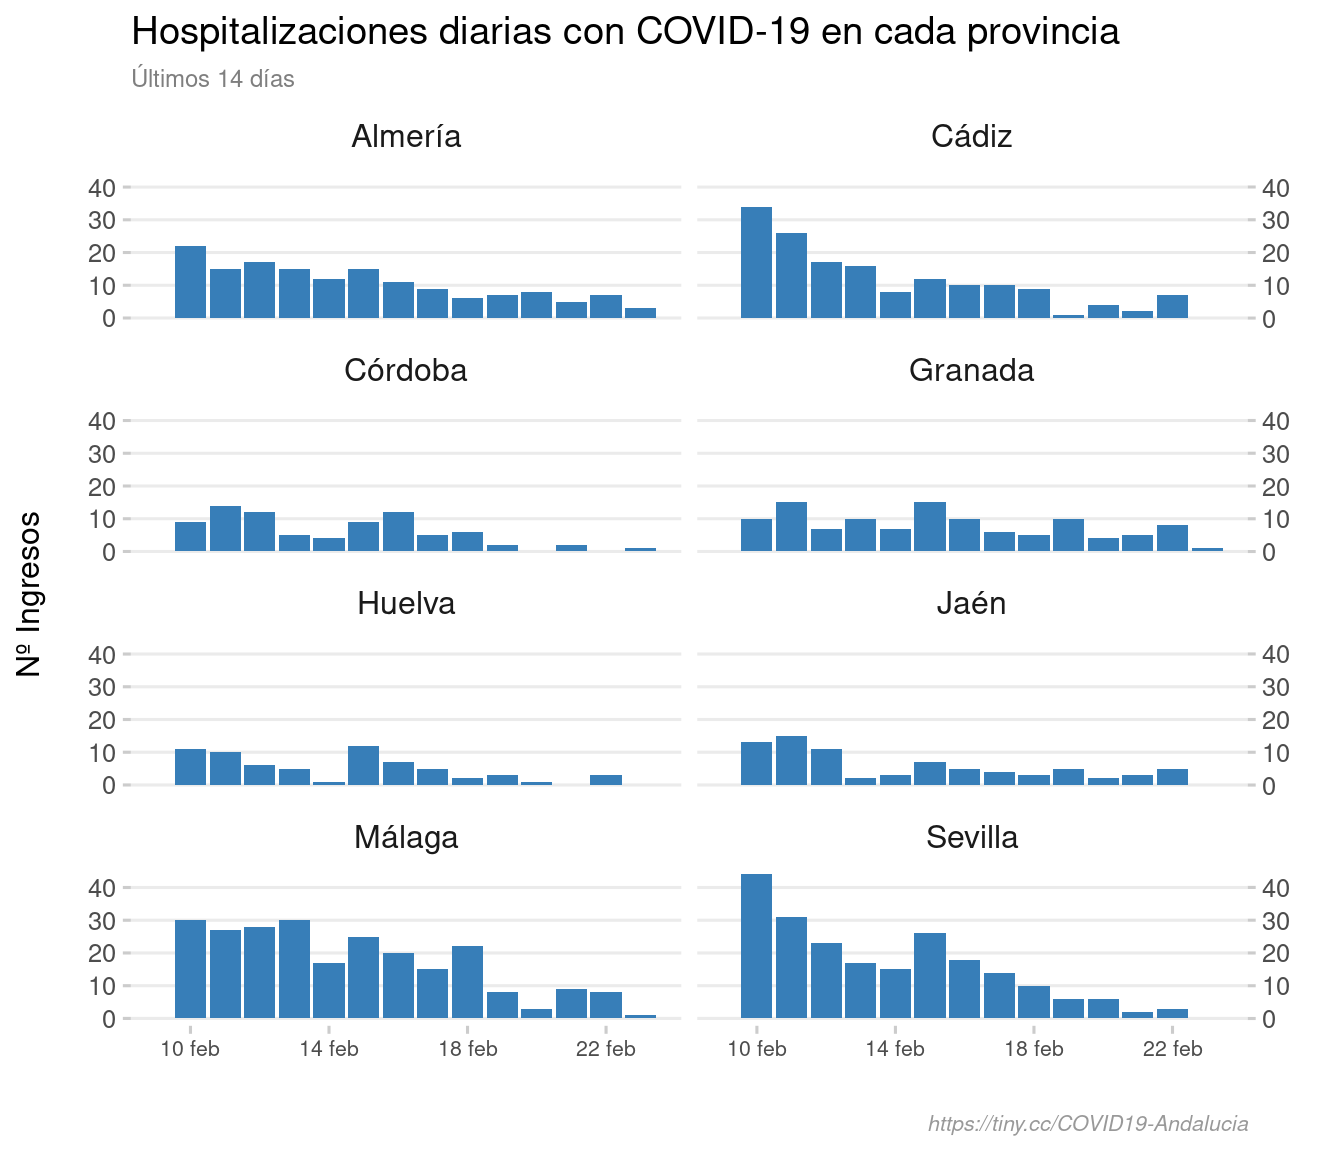 Hospitalizaciones diarias con COVID-19 en cada provincia
Últimos 14 días
Almería
Cádiz
40
30
20
10
0
40
30
20
10
0
Córdoba
Granada
40
30
20
10
0
40
30
20
10
0
Nº Ingresos
Huelva
Jaén
40
30
20
10
0
40
30
20
10
0
Málaga
Sevilla
40
30
20
10
0
40
30
20
10
0
10 feb 14 feb 18 feb 22 feb
10 feb 14 feb 18 feb 22 feb
https://tiny.cc/COVID19-Andalucia